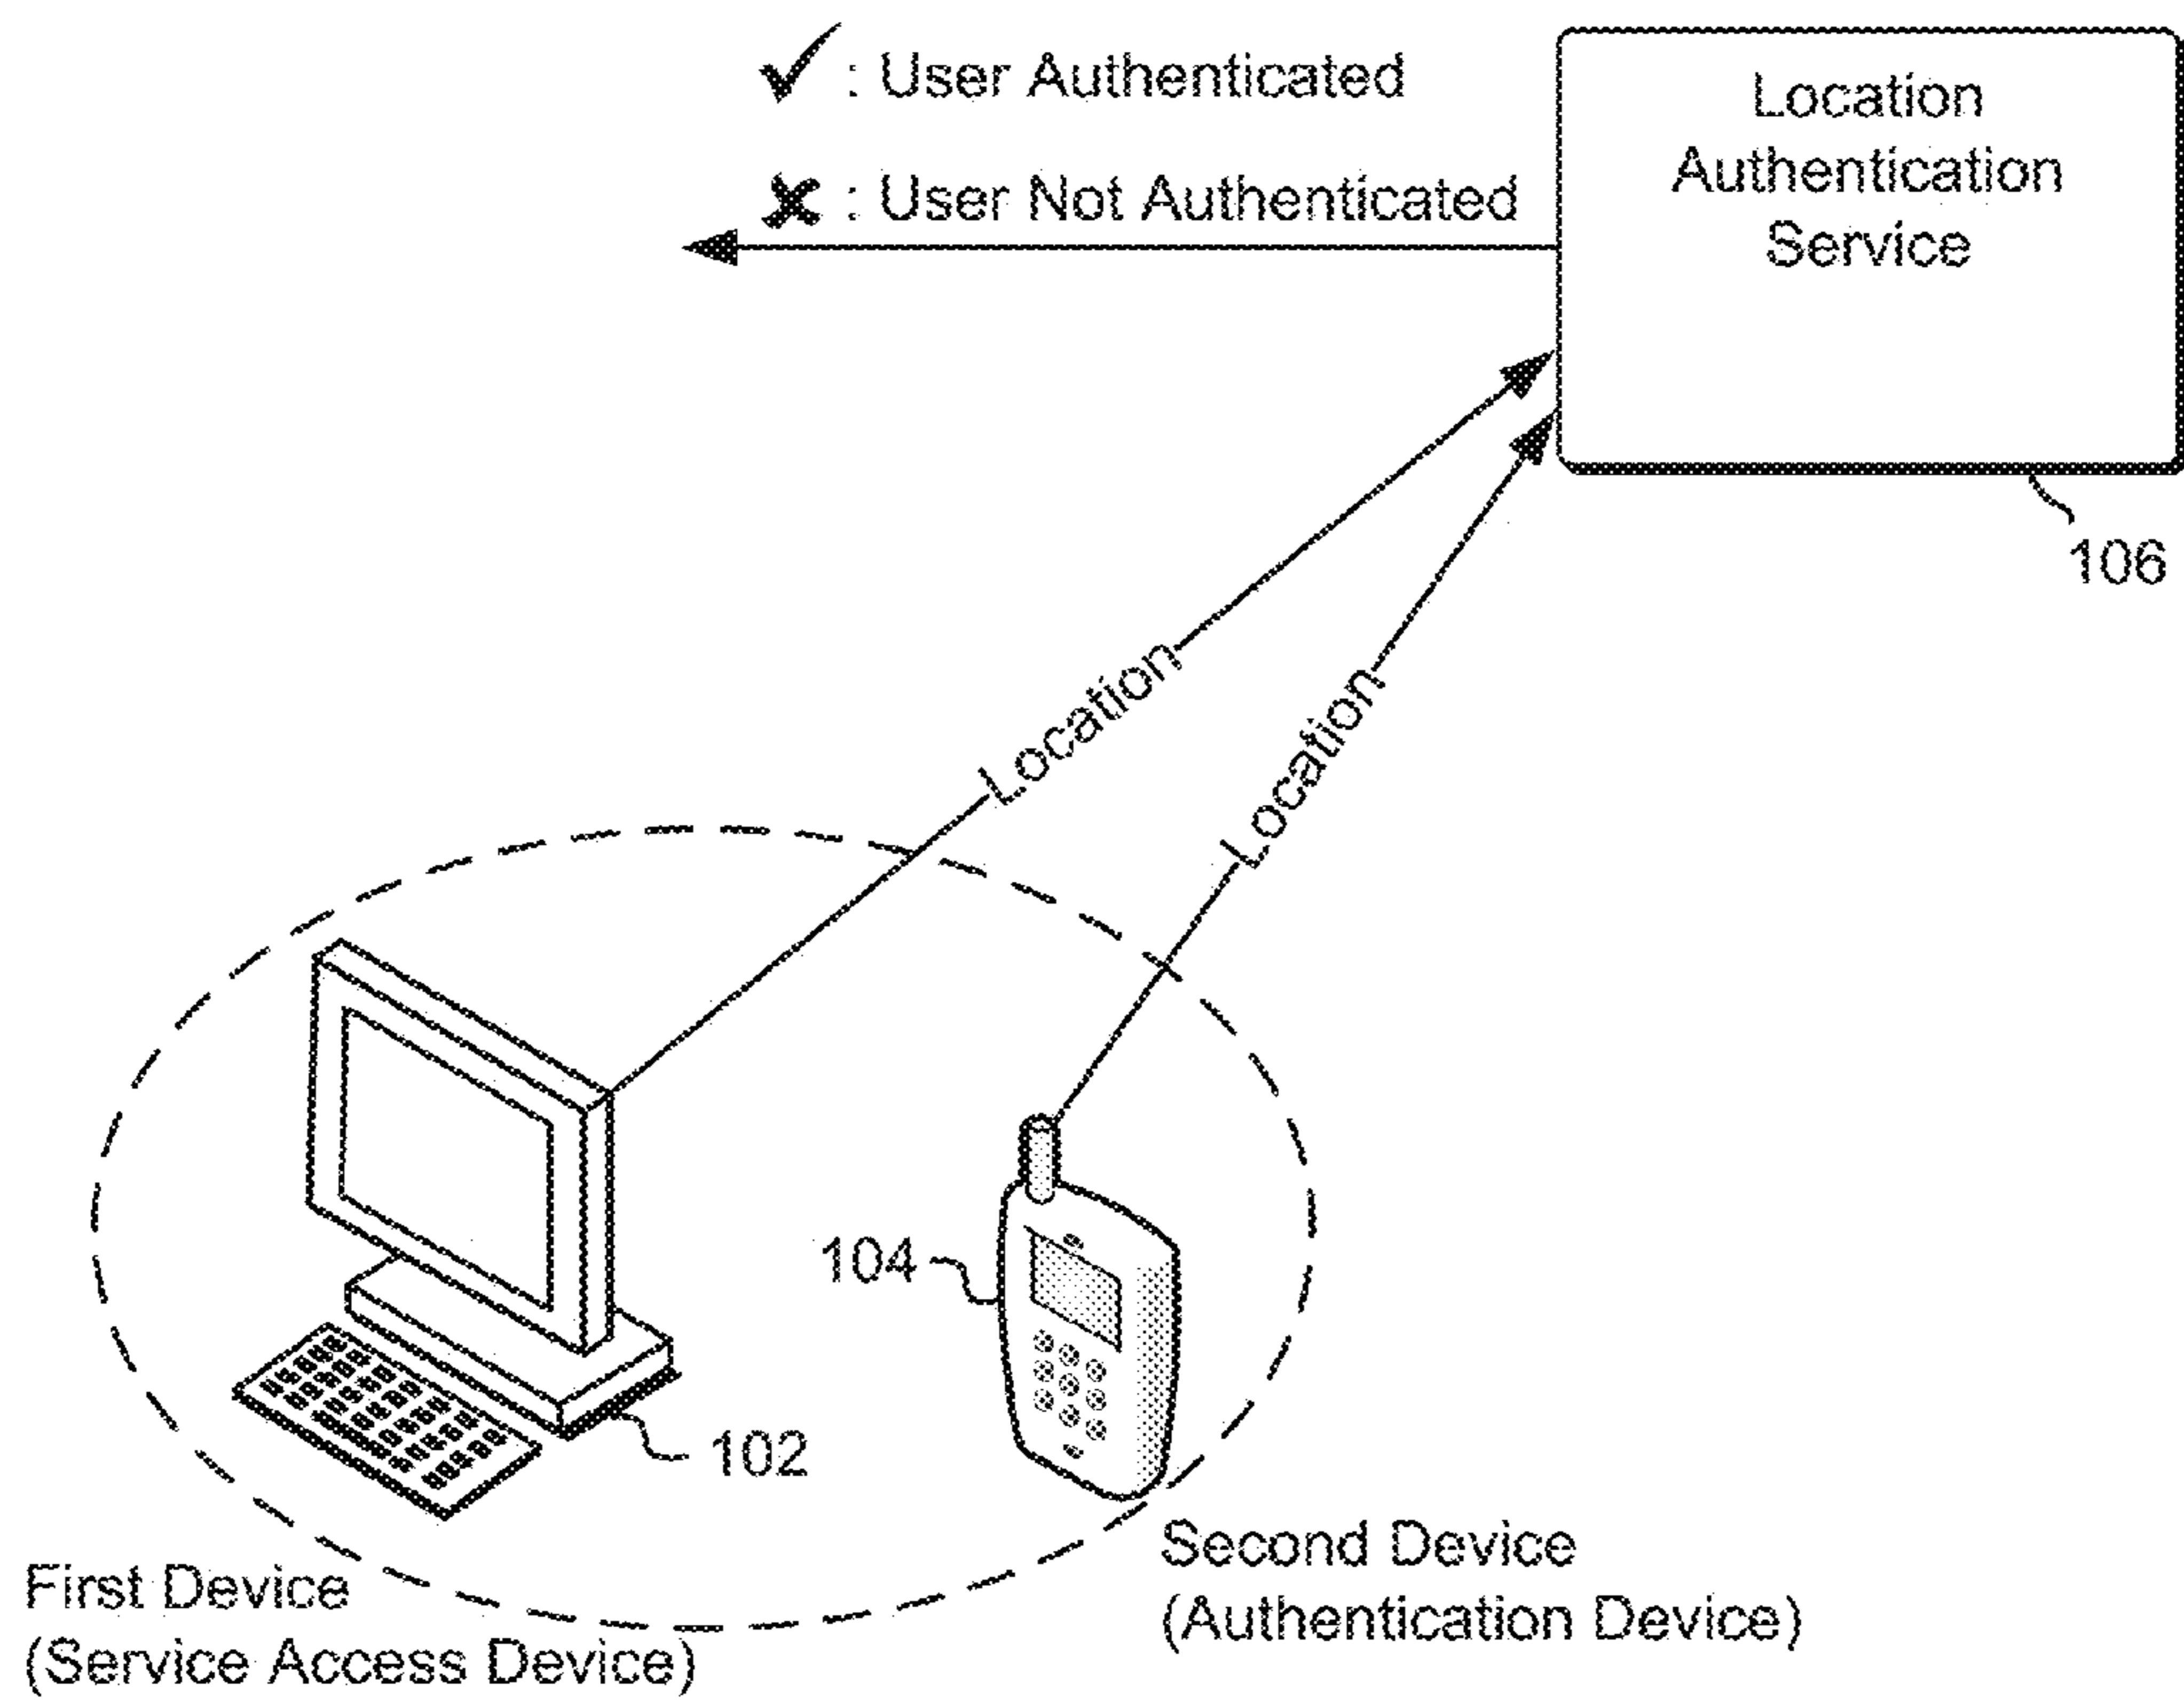 ✓ : User Authenticated
✗ : User Not Authenticated
Location
Authentication
Service
106
Location
Location
104
102
First Device
(Service Access Device)
Second Device
(Authentication Device)